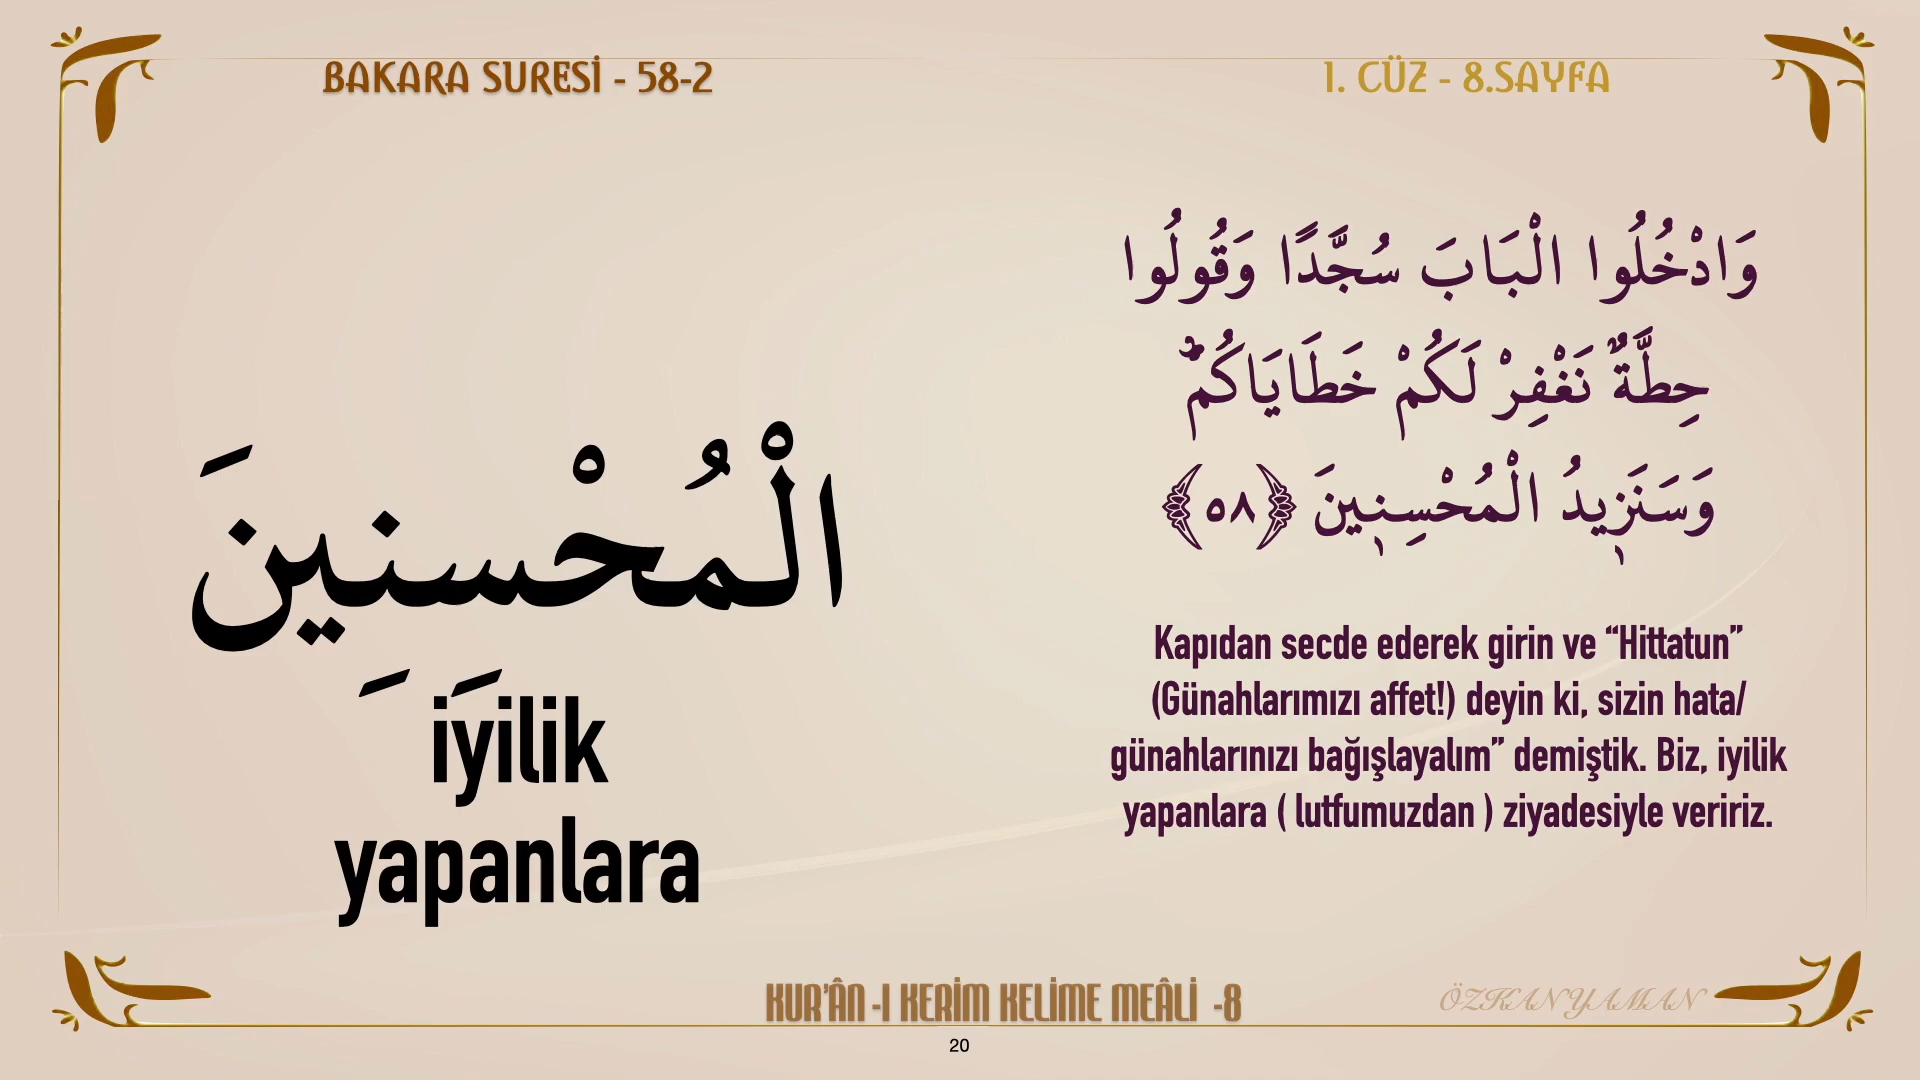 BAKARA SURESİ - 58-2
1. CÜZ - 8.SAYFA
الْمُحْسِنِينَ
iyilik
yapanlara
وَادْخُلُوا الْبَابَ سُجَّدًا وَقُولُوا
حِطَّةٌ نَغْفِرْ لَكُمْ خَطَايَاكُمْۜ
وَسَنَزِيدُ الْمُحْسِنِينَ ﴿٥٨﴾
Kapıdan secde ederek girin ve “Hittatun”
(Günahlarımızı affet!) deyin ki, sizin hata/
günahlarınızı bağışlayalım” demiştik. Biz, iyilik
yapanlara ( lutfumuzdan ) ziyadesiyle veririz.
KUR’ÂN -I KERİM KELİME MEÂLİ -8
ÖZKAN YAMAN
20